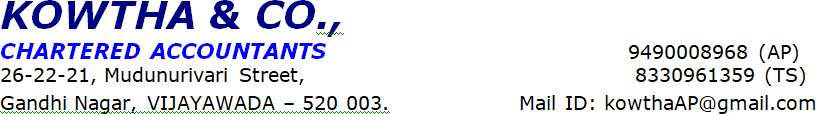 KOWTHA & CO.,
CHARTERED ACCOUNTANTS 9490008968 (AP)
26-22-21, Mudunurivari Street, 8330961359 (TS)
Gandhi Nagar, VIJAYAWADA – 520 003. Mail ID: kowthaAP@gmail.com